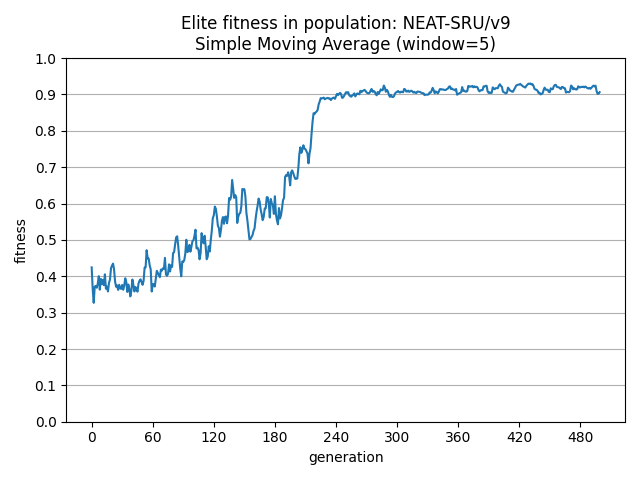 Elite fitness in population: NEAT-SRU/v9
Simple Moving Average (window=5)
1.0
0.9
0.8
0.7
0.6
0.5
0.4
0.3
0.2
0.1
0.0
fitness
0 60 120 180 240 300 360 420 480
generation